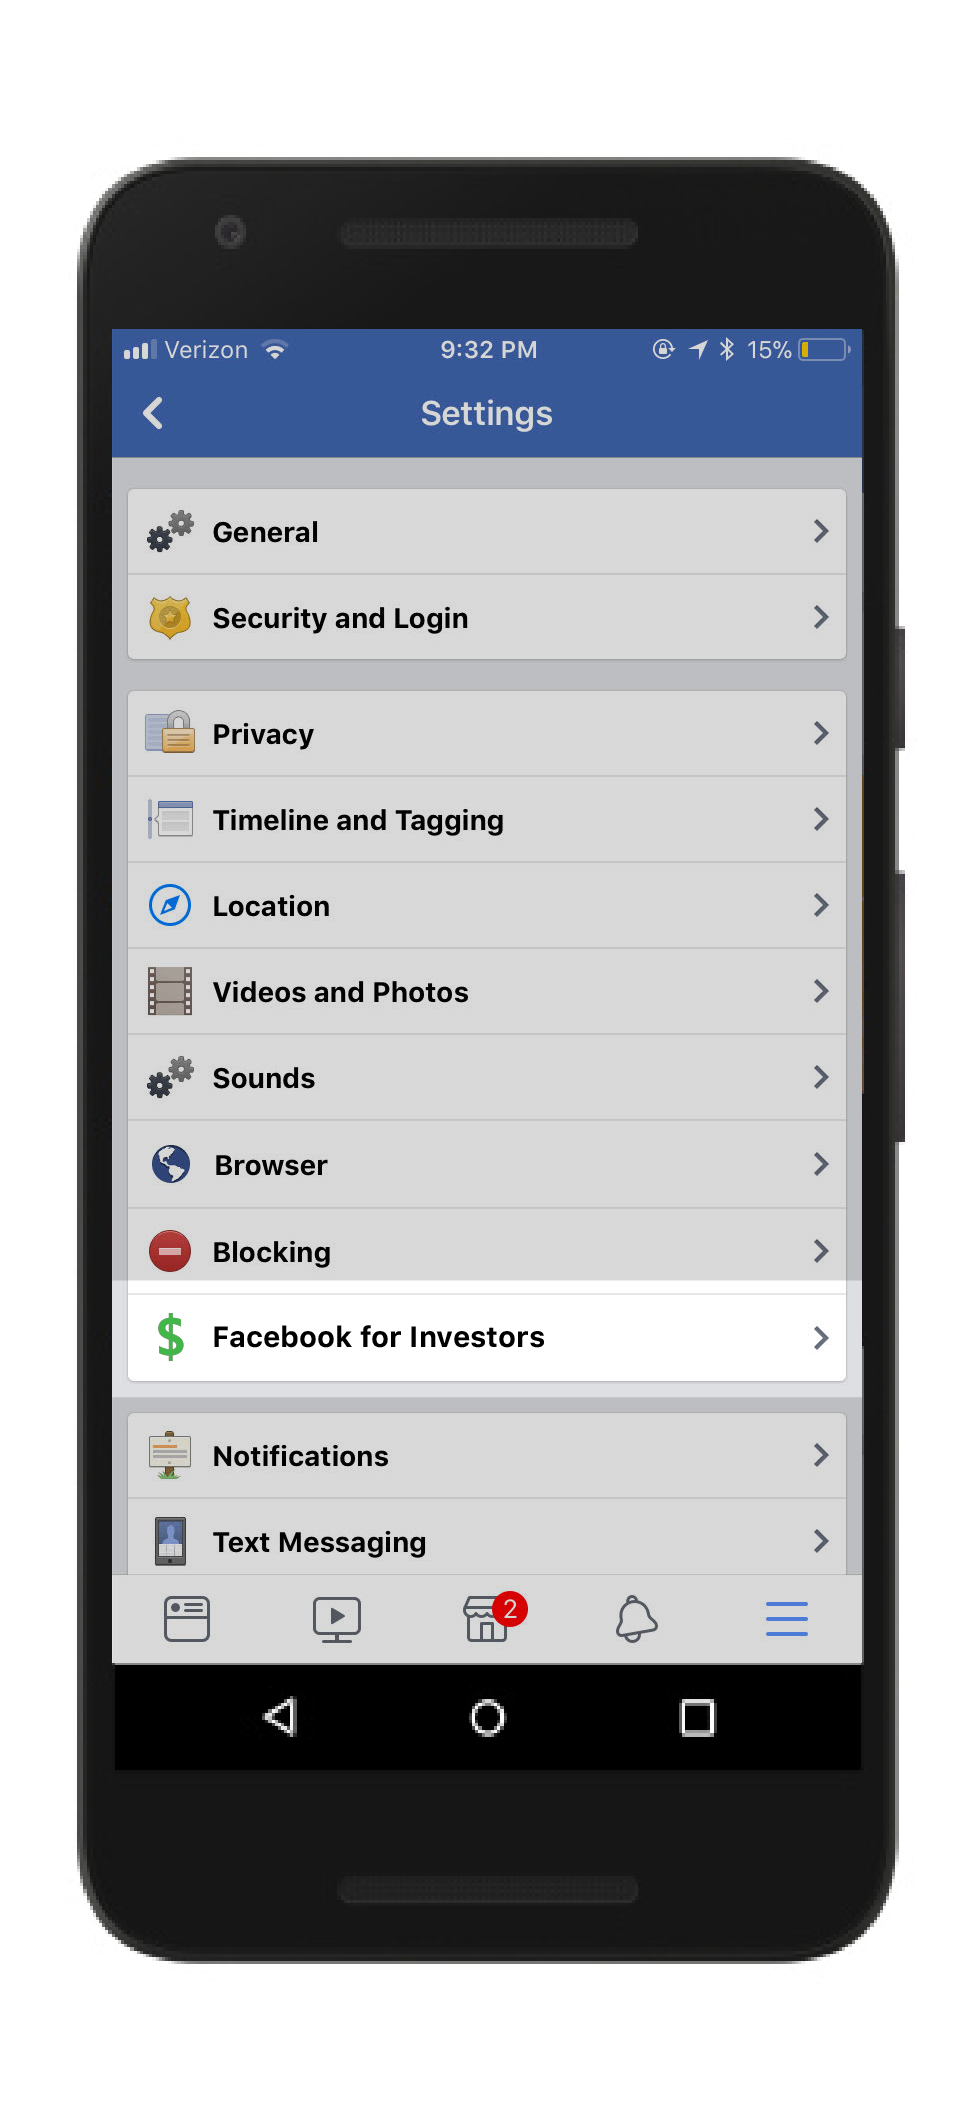 Verizon 9:32 PM 15%
Settings
General
Security and Login
Privacy
Timeline and Tagging
Location
Videos and Photos
Sounds
Browser
Blocking
$ Facebook for Investors
Notifications
Text Messaging
2